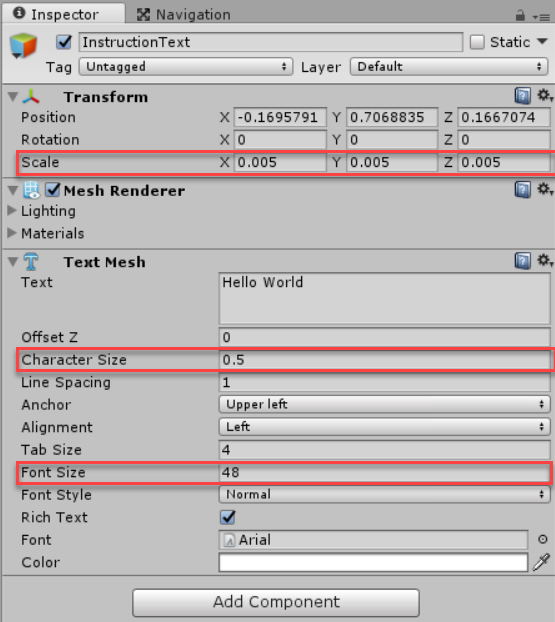 Inspector Navigation
InstructionText Static
Tag Untagged Layer Default
Transform
Position X -0.1695791 Y 0.7068835 Z 0.1667074
Rotation X 0 Y 0 Z 0
Scale X 0.005 Y 0.005 Z 0.005
Mesh Renderer
Lighting
Materials
Text Mesh
Text Hello World
Offset Z 0
Character Size 0.5
Line Spacing 1
Anchor Upper left
Alignment Left
Tab Size 4
Font Size 48
Font Style Normal
Rich Text
Font Arial
Color
Add Component